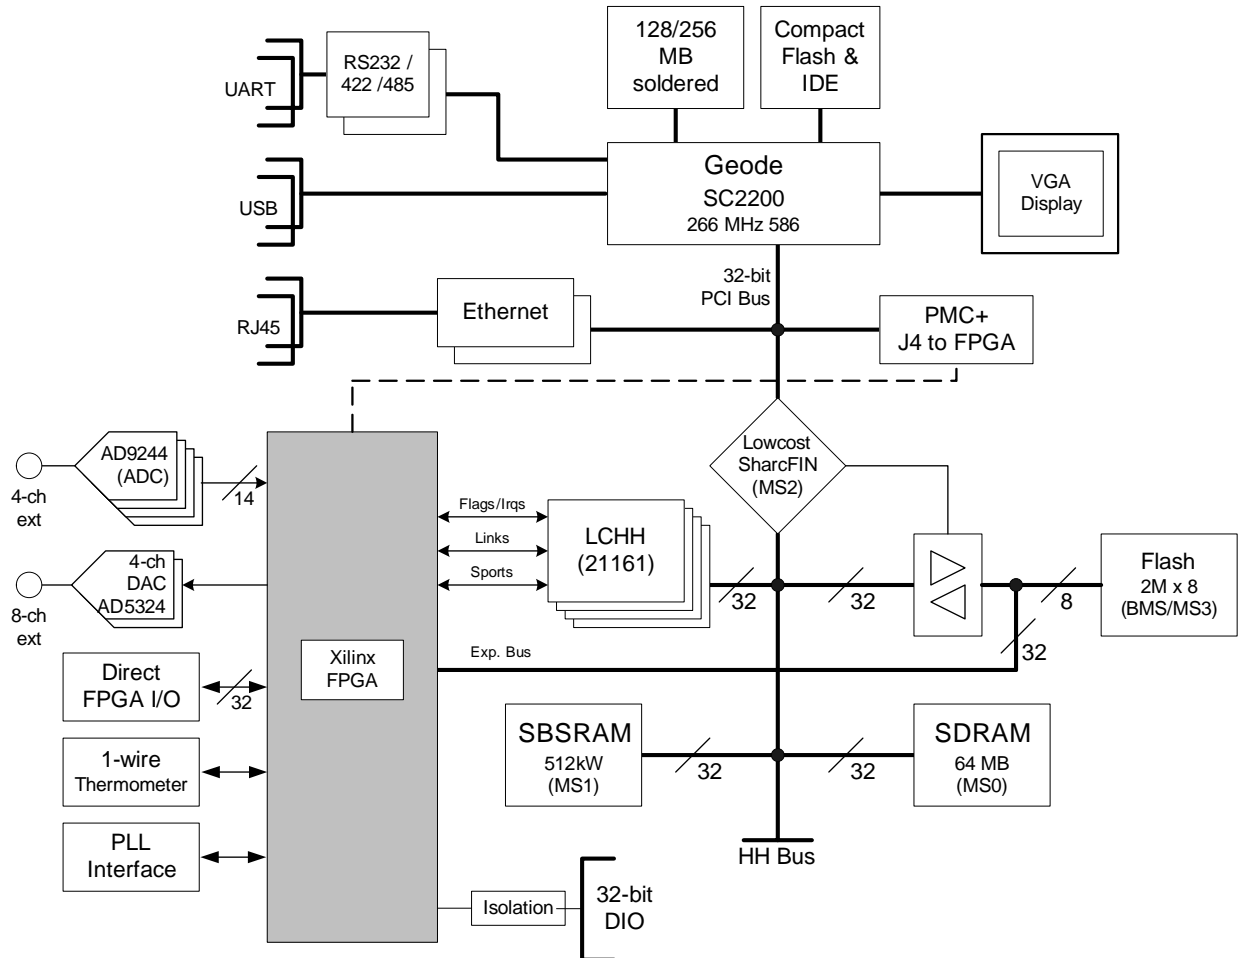 128/256
MB
soldered
Compact
Flash &
IDE
RS232 /
422 /485
UART
Geode
SC2200
266 MHz 586
VGA
Display
USB
32-bit
PCI Bus
Ethernet
RJ45
PMC+
J4 to FPGA
AD9244
(ADC)
14
4-ch
ext
Lowcost
SharcFIN
(MS2)
Flags/Irqs
Links
Sports
LCHH
(21161)
32
32
8
Flash
2M x 8
(BMS/MS3)
4-ch
DAC
AD5324
8-ch
ext
32
Exp. Bus
Xilinx
FPGA
Direct
FPGA I/O
32
SBSRAM
512kW
(MS1)
32
32
SDRAM
64 MB
(MS0)
1-wire
Thermometer
PLL
Interface
HH Bus
Isolation
32-bit
DIO